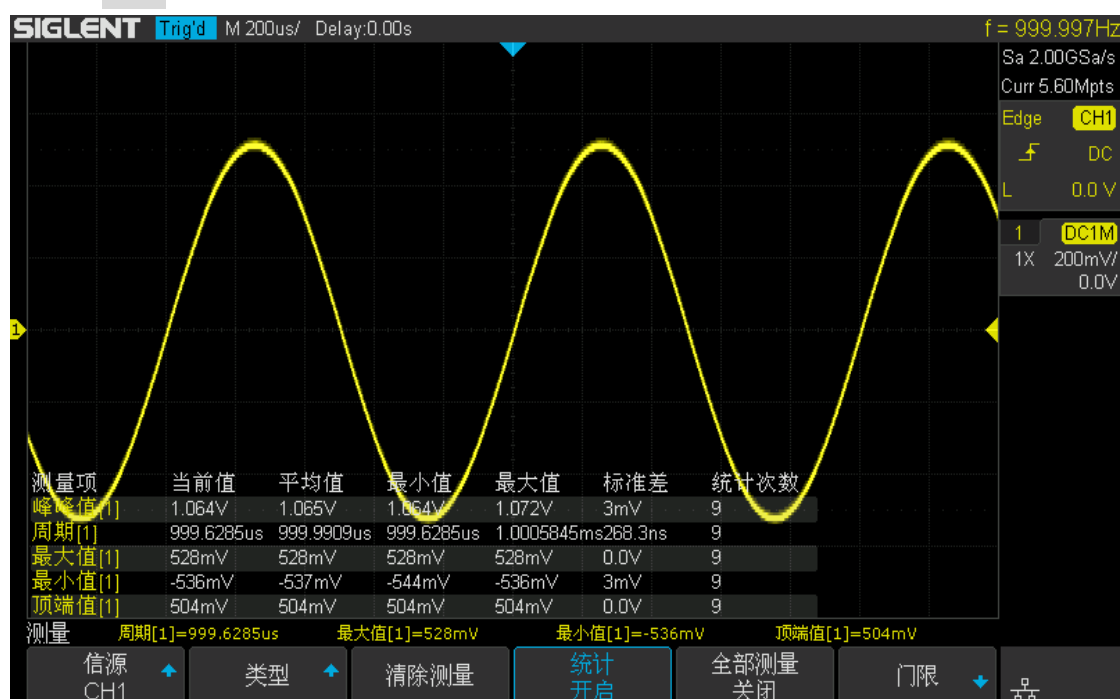 SIGLENT Trig'd M 200us/ Delay:0.00s f = 999.997Hz
Sa 2.00GSa/s
Curr 5.60Mpts
Edge CH1
DC
L 0.0 V
1 DC1M
1X 200mV/
0.0V
1
测量项 当前值 平均值 最小值 最大值 标准差 统计次数
峰峰值[1] 1.064V 1.065V 1.064V 1.072V 3mV 9
周期[1] 999.6285us 999.9909us 999.6285us 1.0005845ms 268.3ns 9
最大值[1] 528mV 528mV 528mV 528mV 0.0V 9
最小值[1] -536mV -537mV -544mV -536mV 3mV 9
顶端值[1] 504mV 504mV 504mV 504mV 0.0V 9
测量 周期[1]=999.6285us 最大值[1]=528mV 最小值[1]=-536mV 顶端值[1]=504mV
信源 类型 清除测量 统计 全部测量 门限
CH1 开启 关闭